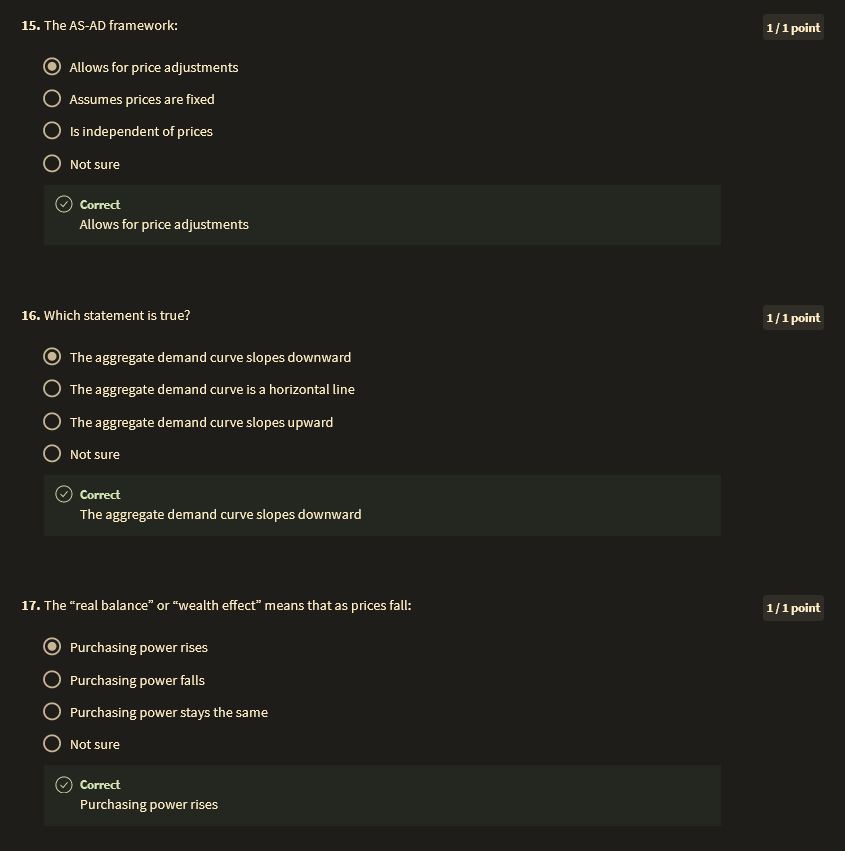 15. The AS-AD framework:
1 / 1 point
Allows for price adjustments
Assumes prices are fixed
Is independent of prices
Not sure
Correct
Allows for price adjustments
16. Which statement is true?
1 / 1 point
The aggregate demand curve slopes downward
The aggregate demand curve is a horizontal line
The aggregate demand curve slopes upward
Not sure
Correct
The aggregate demand curve slopes downward
17. The “real balance” or “wealth effect” means that as prices fall:
1 / 1 point
Purchasing power rises
Purchasing power falls
Purchasing power stays the same
Not sure
Correct
Purchasing power rises